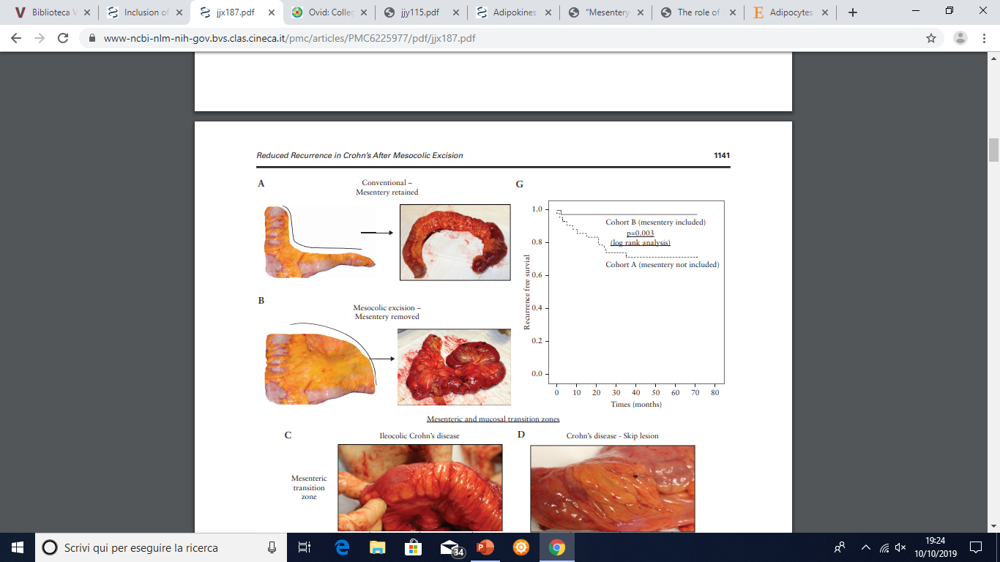 Biblioteca V
Inclusion of
jjx187.pdf
Ovid: Colleg
jjy115.pdf
Adipokines
"Mesentery
The role of
Adipocytes
www-ncbi-nlm-nih-gov.bvs.clas.cineca.it/pmc/articles/PMC6225977/pdf/jjx187.pdf
Reduced Recurrence in Crohn's After Mesocolic Excision
1141
A
Conventional –
Mesentery retained
B
Mesocolic excision –
Mesentery removed
G
1.0
0.8
0.6
0.4
0.2
0.0
Recurrence free survial
Cohort B (mesentery included)
p=0.003
(log rank analysis)
Cohort A (mesentery not included)
0 10 20 30 40 50 60 70 80
Times (months)
Mesenteric and mucosal transition zones
C
Ileocolic Crohn's disease
D
Crohn's disease - Skip lesion
Mesenteric
transition
zone
Scrivi qui per eseguire la ricerca
34
19:24
10/10/2019